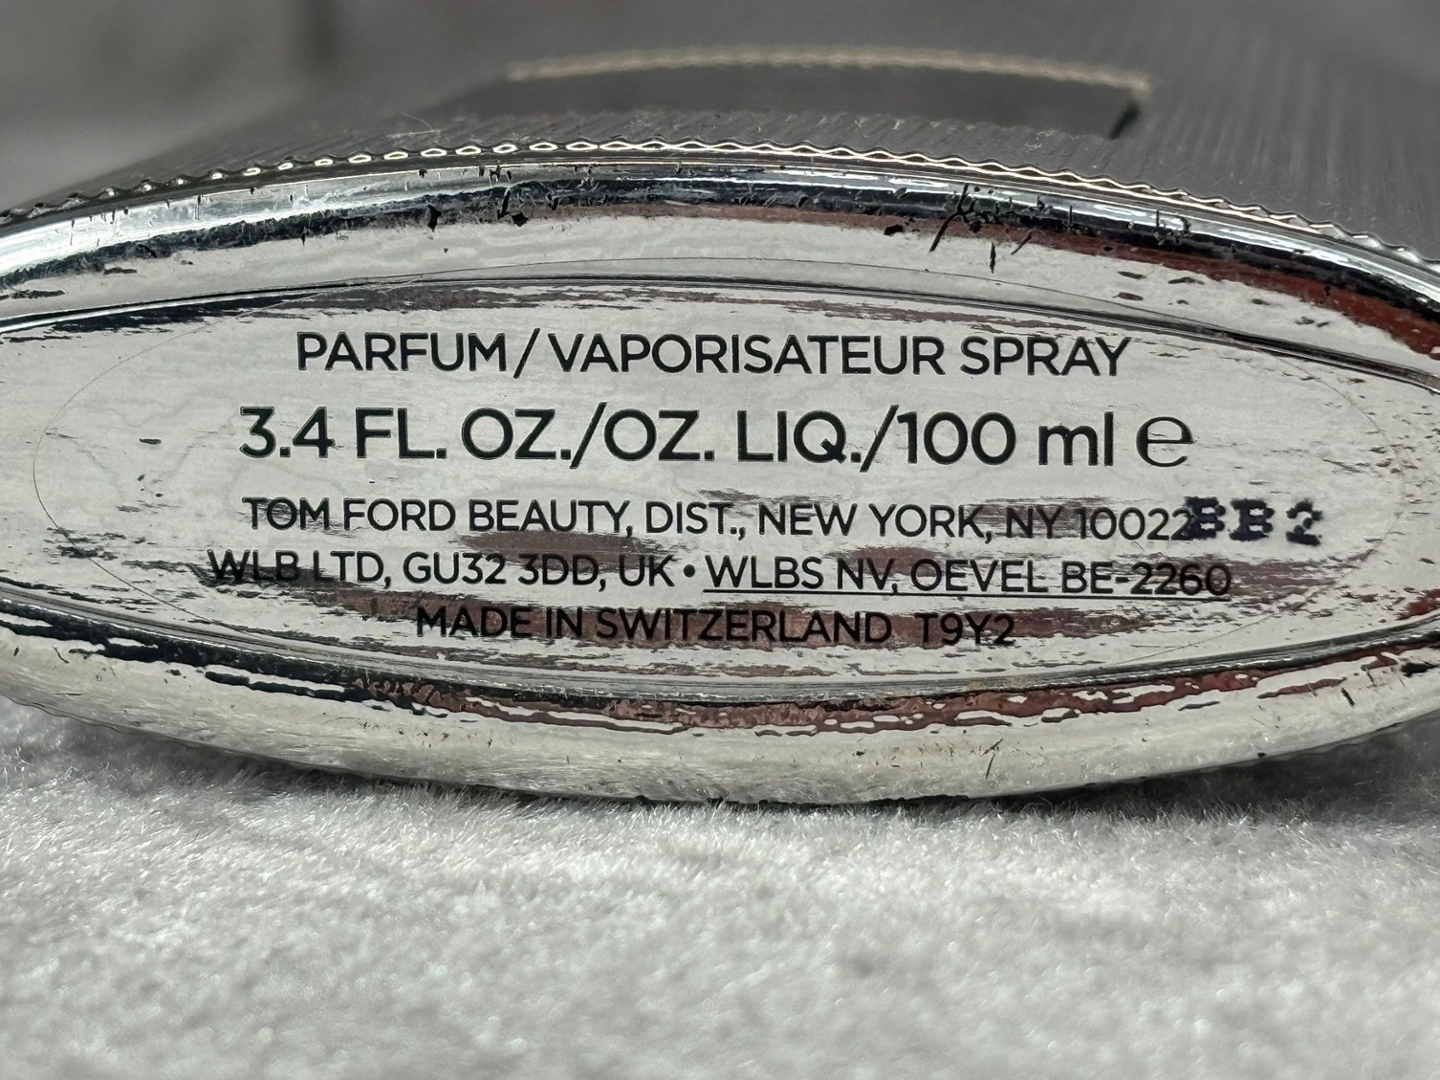 PARFUM/VAPORISATEUR SPRAY
3.4 FL. OZ./OZ. LIQ./100 ml ℮
TOM FORD BEAUTY, DIST., NEW YORK, NY 10022 BB2
WLB LTD, GU32 3DD, UK • WLBS NV, OEVEL BE-2260
MADE IN SWITZERLAND T9Y2